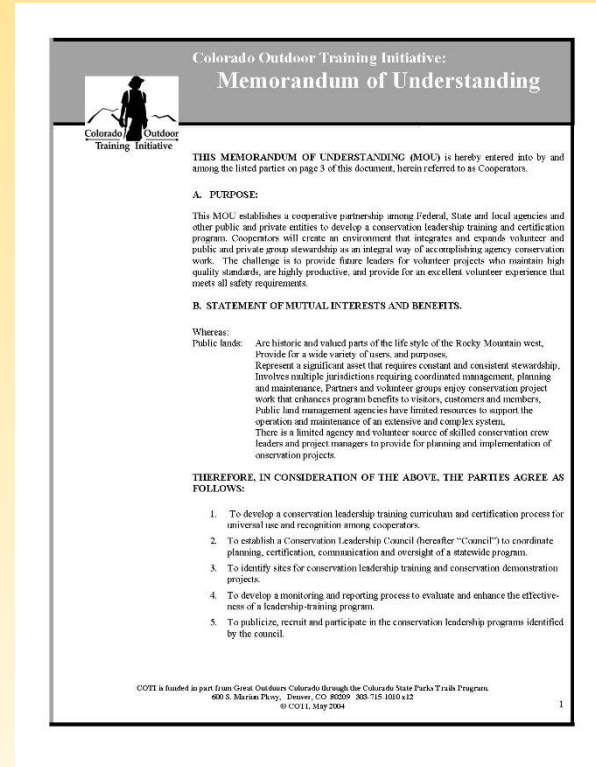 Colorado Outdoor Training Initiative:
Memorandum of Understanding
Colorado Outdoor
Training Initiative
THIS MEMORANDUM OF UNDERSTANDING (MOU) is hereby entered into by and
among the listed parties on page 3 of this document, herein referred to as Cooperators.
A. PURPOSE:
This MOU establishes a cooperative partnership among Federal, State and local agencies and
other public and private entities to develop a conservation leadership training and certification
program. Cooperators will create an environment that integrates and expands volunteer and
public and private group stewardship as an integral way of accomplishing agency conservation
work. The challenge is to provide future leaders for volunteer projects who maintain high
quality standards, are highly productive, and provide for an excellent volunteer experience that
meets all safety requirements.
B. STATEMENT OF MUTUAL INTERESTS AND BENEFITS.
Whereas:
Public lands: Are historic and valued parts of the life style of the Rocky Mountain west,
Provide for a wide variety of users, and purposes,
Represent a significant asset that requires constant and consistent stewardship,
Involves multiple jurisdictions requiring coordinated management, planning
and maintenance, Partners and volunteer groups enjoy conservation project
work that enhances program benefits to visitors, customers and members,
Public land management agencies have limited resources to support the
operation and maintenance of an extensive and complex system,
There is a limited agency and volunteer source of skilled conservation crew
leaders and project managers to provide for planning and implementation of
onservation projects.
THEREFORE, IN CONSIDERATION OF THE ABOVE, THE PARTIES AGREE AS
FOLLOWS:
1. To develop a conservation leadership training curriculum and certification process for
universal use and recognition among cooperators.
2. To establish a Conservation Leadership Council (hereafter “Council”) to coordinate
planning, certification, communication and oversight of a statewide program.
3. To identify sites for conservation leadership training and conservation demonstration
projects.
4. To develop a monitoring and reporting process to evaluate and enhance the effective-
ness of a leadership-training program.
5. To publicize, recruit and participate in the conservation leadership programs identified
by the council.
COTI is funded in part from Great Outdoors Colorado through the Colorado State Parks Trails Program.
600 S. Marion Pkwy, Denver, CO 80209 303-715-1010 x12
© COTI, May 2004
1